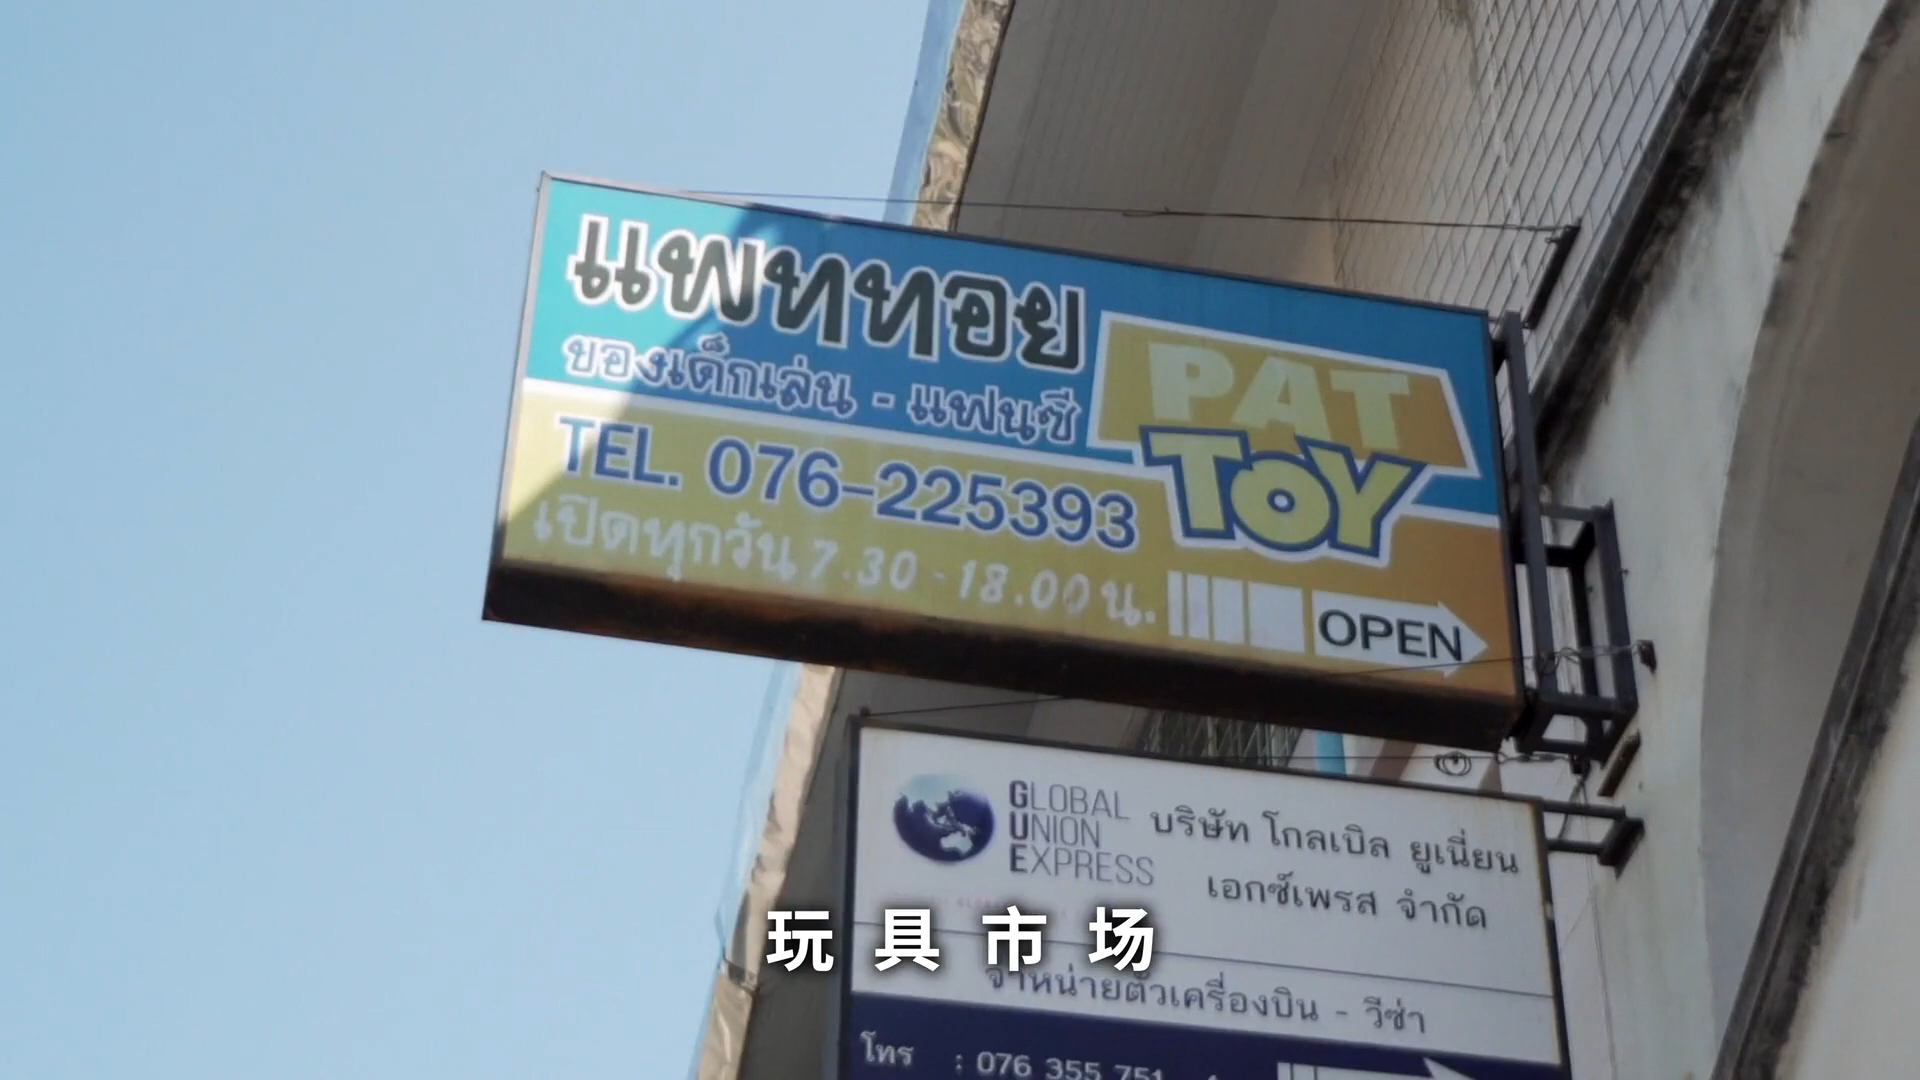 แพททอย
ของเด็กเล่น - แฟนซี
PAT
TOY
TEL. 076-225393
เปิดทุกวัน 7.30 - 18.00 น.
OPEN
GLOBAL
UNION
EXPRESS
บริษัท โกลเบิล ยูเนี่ยน
เอกซ์เพรส จำกัด
玩具市场
จำหน่ายตั๋วเครื่องบิน - วีซ่า
โทร : 076 355 751